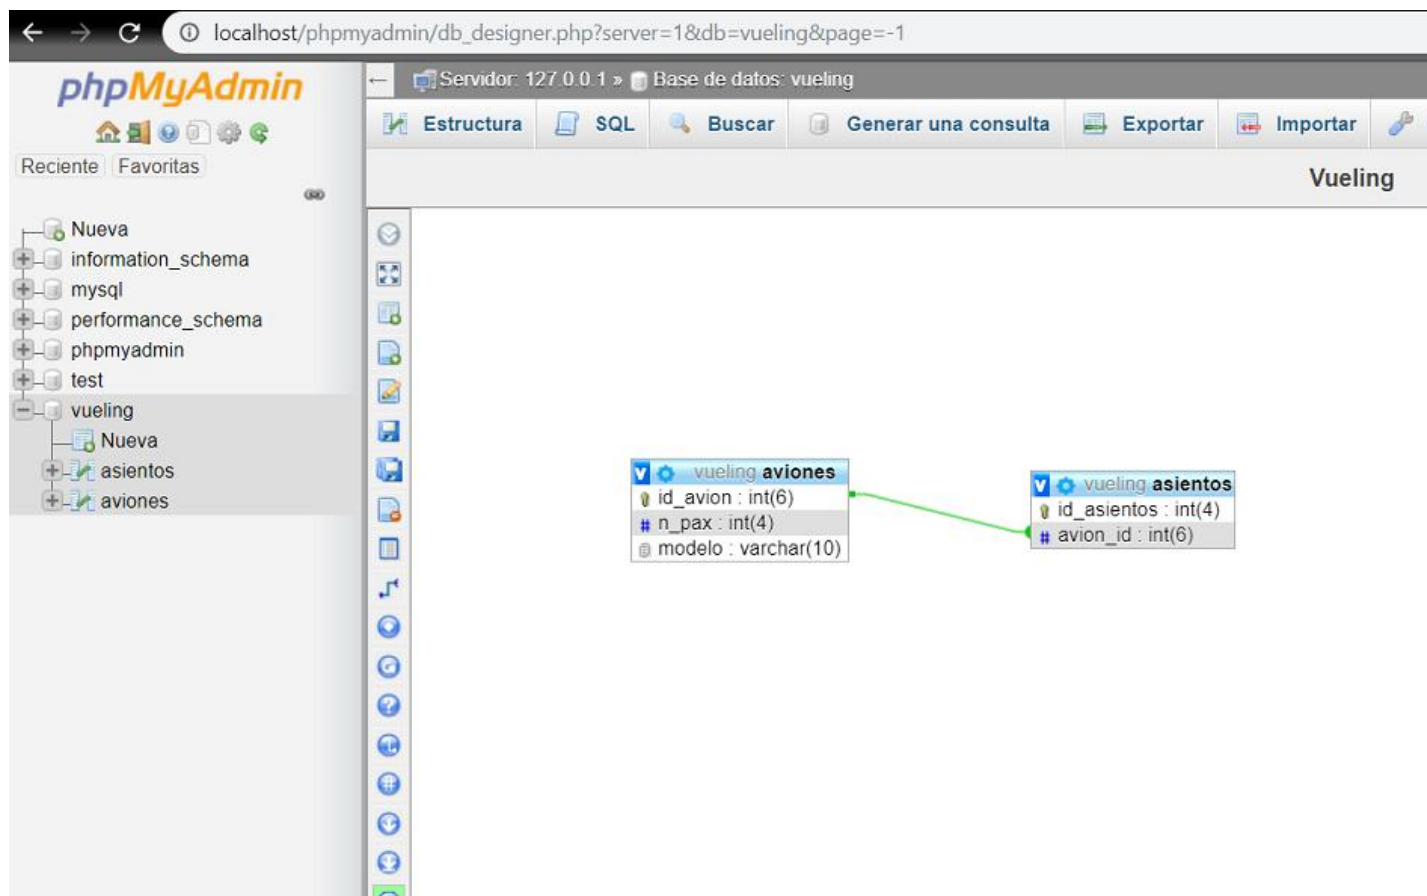 localhost/phpmyadmin/db_designer.php?server=1&db=vueling&page=-1
phpMyAdmin
Reciente Favoritas
Nueva
information_schema
mysql
performance_schema
phpmyadmin
test
vueling
Nueva
asientos
aviones
Servidor: 127.0.0.1 » Base de datos: vueling
Estructura SQL Buscar Generar una consulta Exportar Importar
Vueling
vueling aviones
id_avion : int(6)
n_pax : int(4)
modelo : varchar(10)
vueling asientos
id_asientos : int(4)
avion_id : int(6)